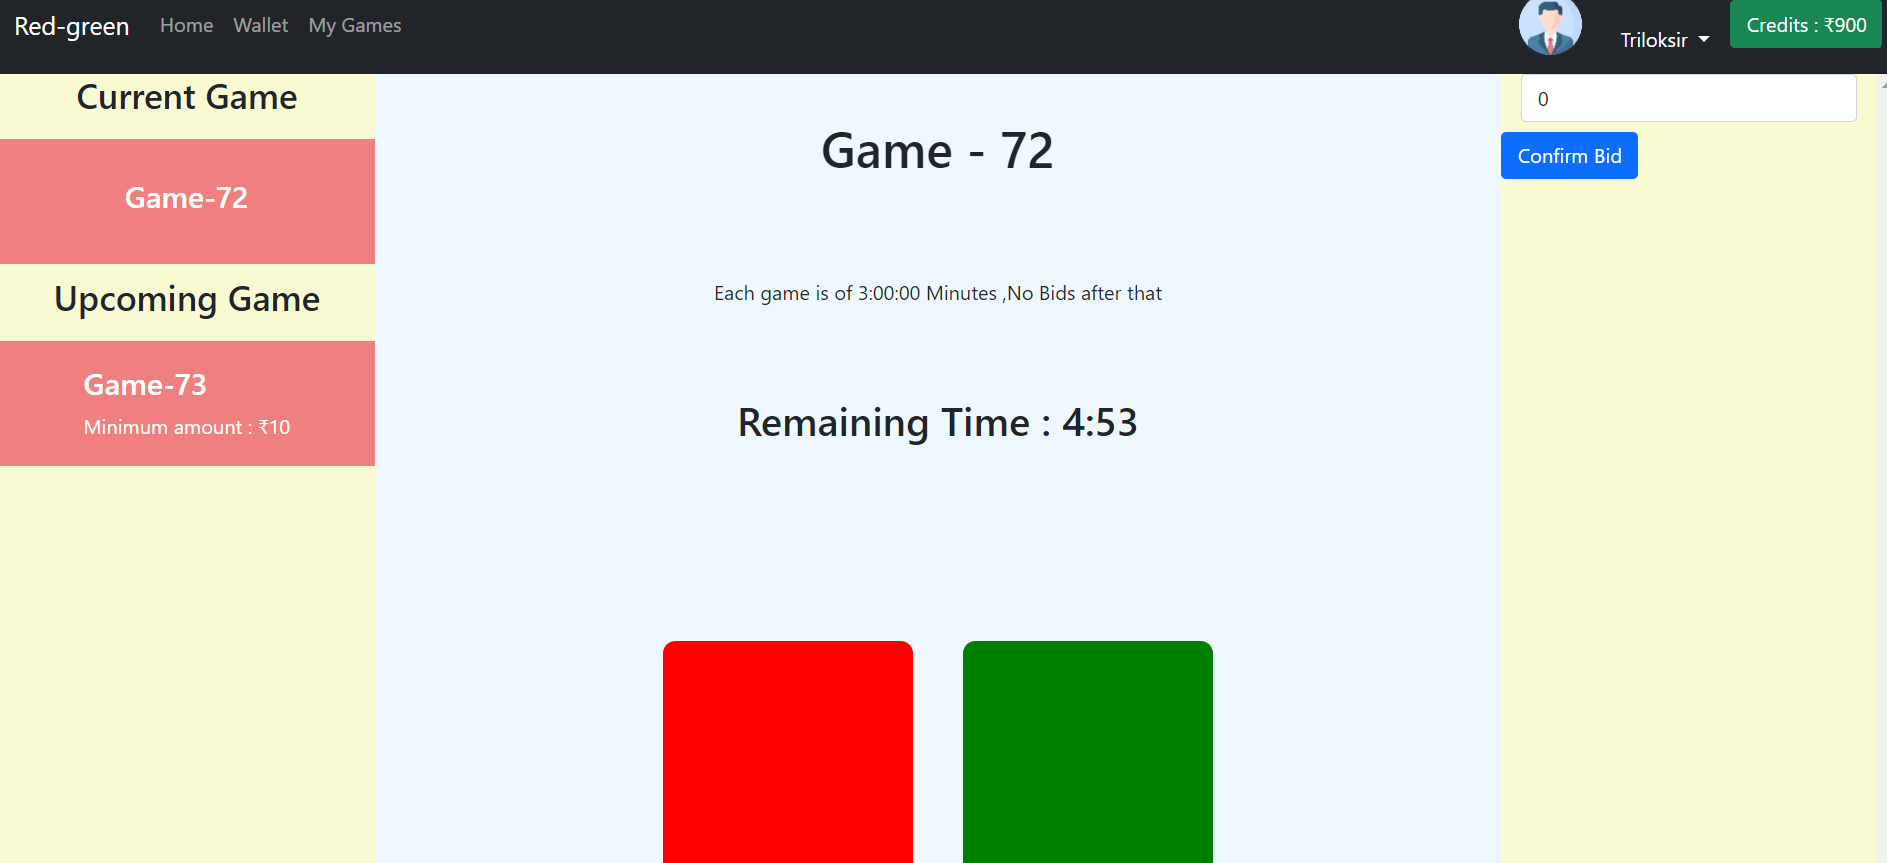 Red-green Home Wallet My Games Triloksir Credits : ₹900
Current Game
Game-72
Upcoming Game
Game-73
Minimum amount : ₹10
Game - 72
Each game is of 3:00:00 Minutes ,No Bids after that
Remaining Time : 4:53
0
Confirm Bid